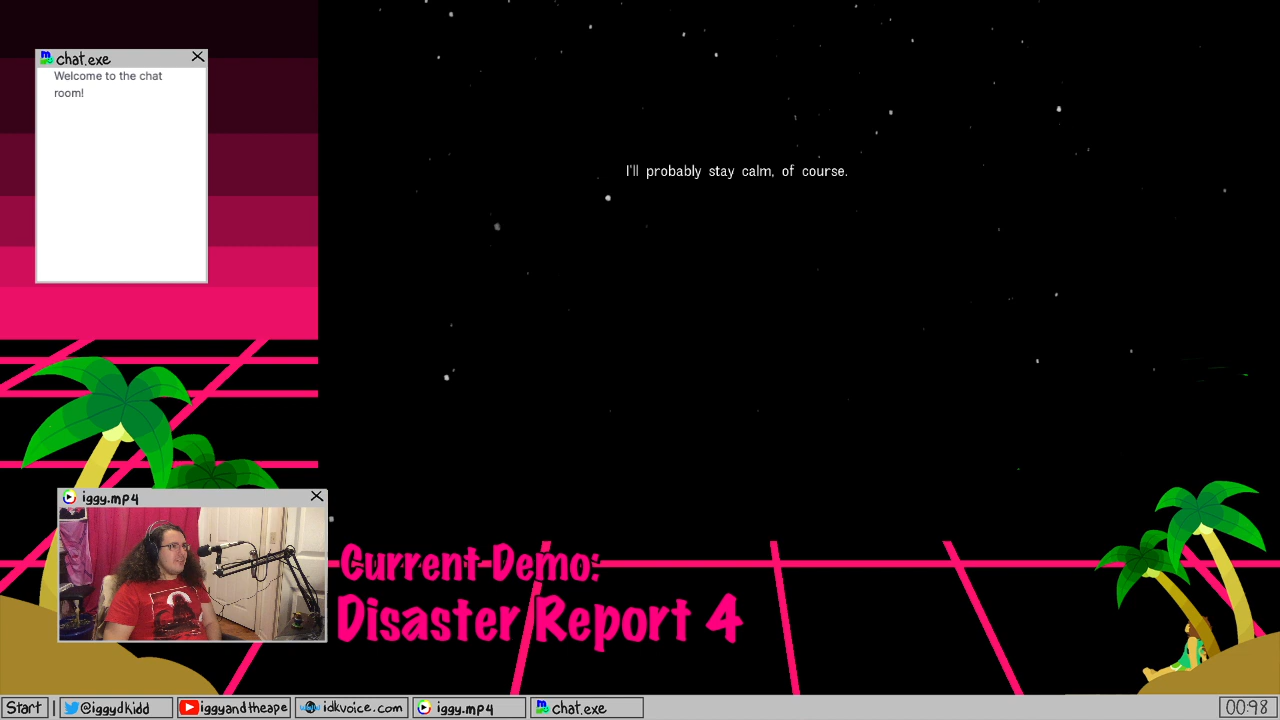 chat.exe
Welcome to the chat
room!
I'll probably stay calm, of course.
iggy.mp4
Current Demo:
Disaster Report 4
Start
@iggydkidd
iggyandtheape
www idkvoice.com
iggy.mp4
chat.exe
00:98